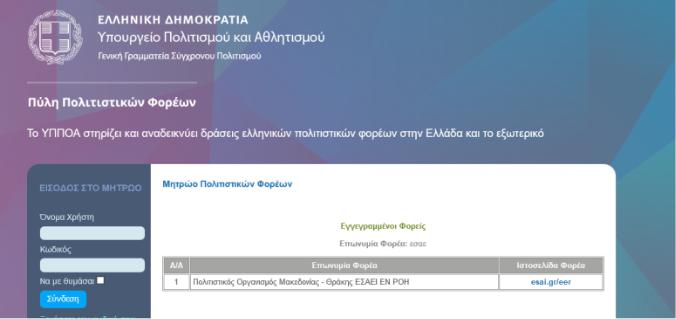 ΕΛΛΗΝΙΚΗ ΔΗΜΟΚΡΑΤΙΑ
Υπουργείο Πολιτισμού και Αθλητισμού
Γενική Γραμματεία Σύγχρονου Πολιτισμού
Πύλη Πολιτιστικών Φορέων
Το ΥΠΠΟΑ στηρίζει και αναδεικνύει δράσεις ελληνικών πολιτιστικών φορέων στην Ελλάδα και το εξωτερικό
ΕΙΣΟΔΟΣ ΣΤΟ ΜΗΤΡΩΟ
Όνομα Χρήστη
Κωδικός
Να με θυμάσαι
Σύνδεση
Μητρώο Πολιτιστικών Φορέων
Εγγεγραμμένοι Φορείς
Επωνυμία Φορέα: εσαε
Α/Α Επωνυμία Φορέα Ιστοσελίδα Φορέα
1 Πολιτιστικός Οργανισμός Μακεδονίας - Θράκης ΕΣΑΕΙ ΕΝ ΡΟΗ esai.gr/eer